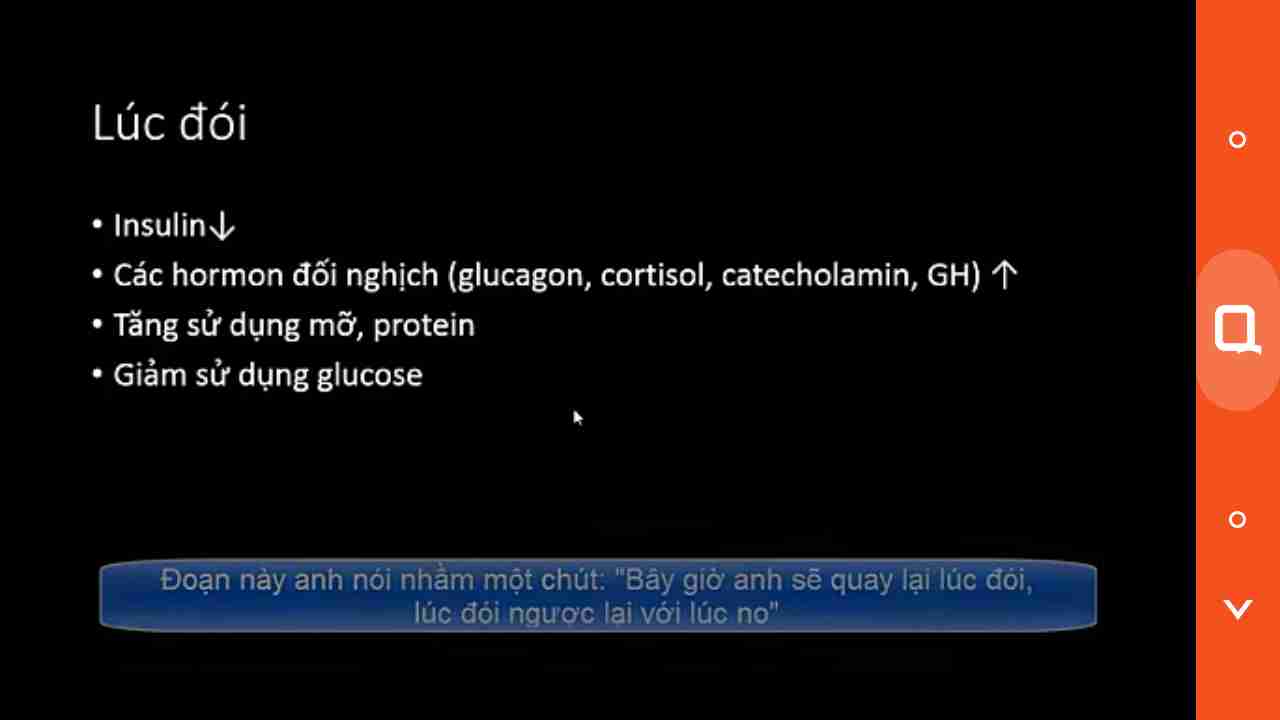 Lúc đói
• Insulin↓
• Các hormon đối nghịch (glucagon, cortisol, catecholamin, GH) ↑
• Tăng sử dụng mỡ, protein
• Giảm sử dụng glucose
Đoạn này anh nói nhầm một chút: "Bây giờ anh sẽ quay lại lúc đói,
lúc đói ngược lại với lúc no"